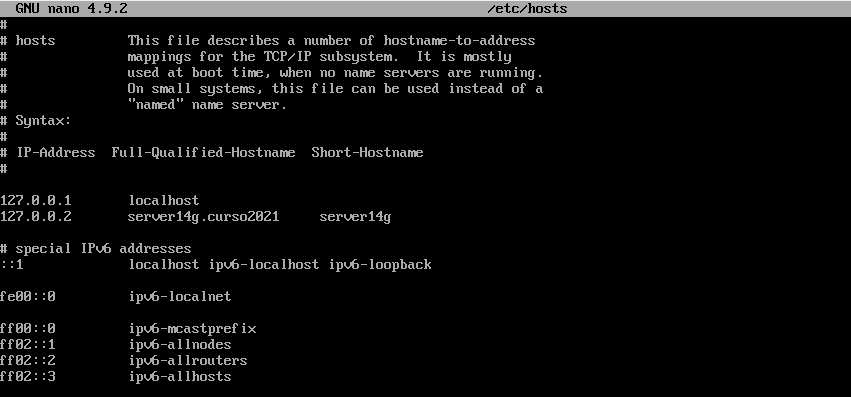 GNU nano 4.9.2 /etc/hosts
#
# hosts This file describes a number of hostname-to-address
# mappings for the TCP/IP subsystem. It is mostly
# used at boot time, when no name servers are running.
# On small systems, this file can be used instead of a
# "named" name server.
# Syntax:
#
# IP-Address Full-Qualified-Hostname Short-Hostname
#
127.0.0.1 localhost
127.0.0.2 server14g.curso2021 server14g
# special IPv6 addresses
::1 localhost ipv6-localhost ipv6-loopback
fe00::0 ipv6-localnet
ff00::0 ipv6-mcastprefix
ff02::1 ipv6-allnodes
ff02::2 ipv6-allrouters
ff02::3 ipv6-allhosts